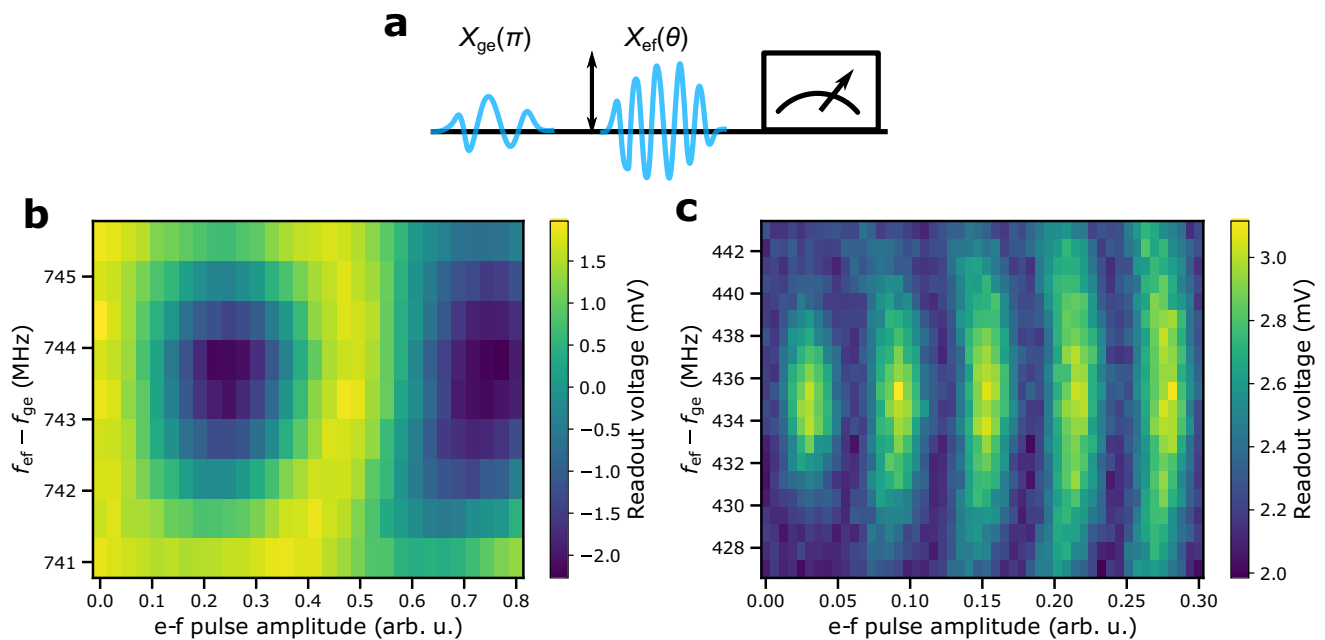 a
X_ge(π)
X_ef(θ)
b
745
744
743
742
741
f_ef − f_ge (MHz)
0.0 0.1 0.2 0.3 0.4 0.5 0.6 0.7 0.8
e-f pulse amplitude (arb. u.)
1.5
1.0
0.5
0.0
−0.5
−1.0
−1.5
−2.0
Readout voltage (mV)
c
442
440
438
436
434
432
430
428
f_ef − f_ge (MHz)
0.00 0.05 0.10 0.15 0.20 0.25 0.30
e-f pulse amplitude (arb. u.)
3.0
2.8
2.6
2.4
2.2
2.0
Readout voltage (mV)